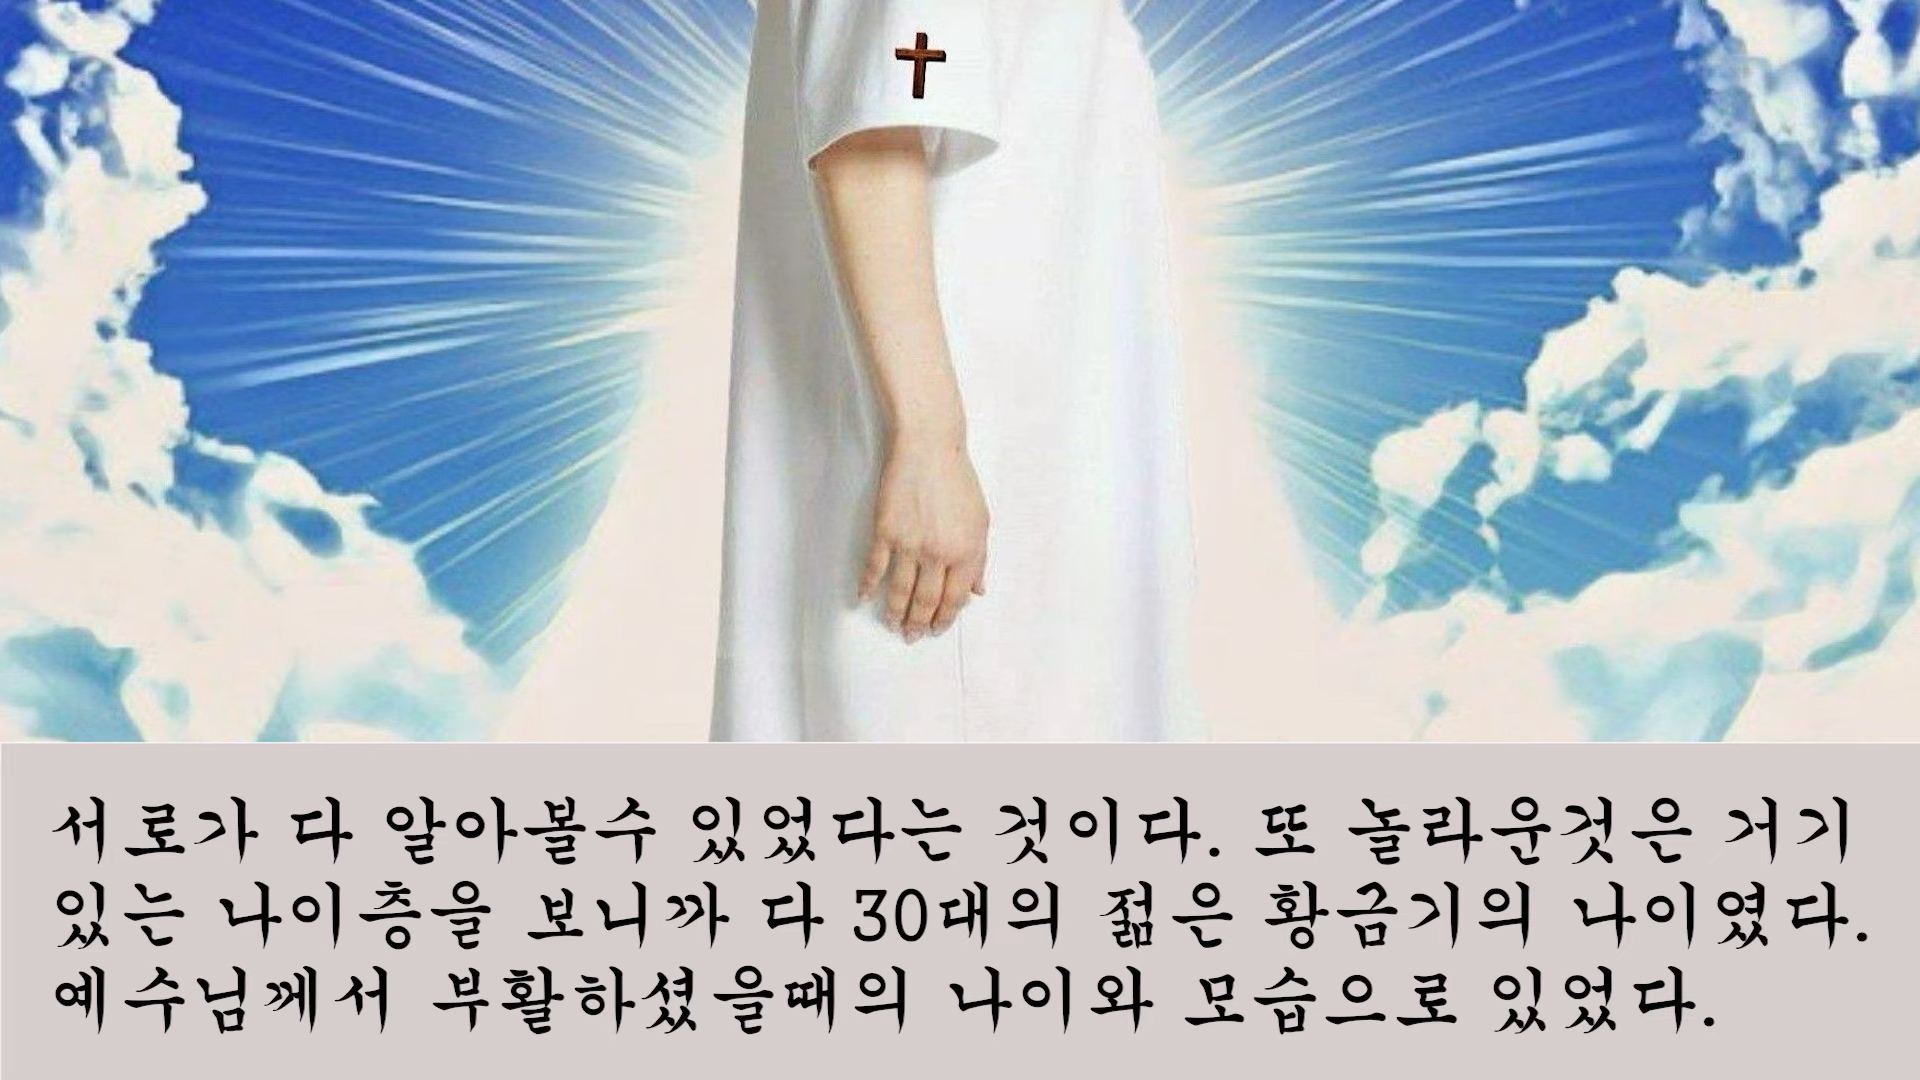 서로가 다 알아볼수 있었다는 것이다. 또 놀라운것은 거기
있는 나이층을 보니까 다 30대의 젊은 황금기의 나이였다.
예수님께서 부활하셨을때의 나이와 모습으로 있었다.